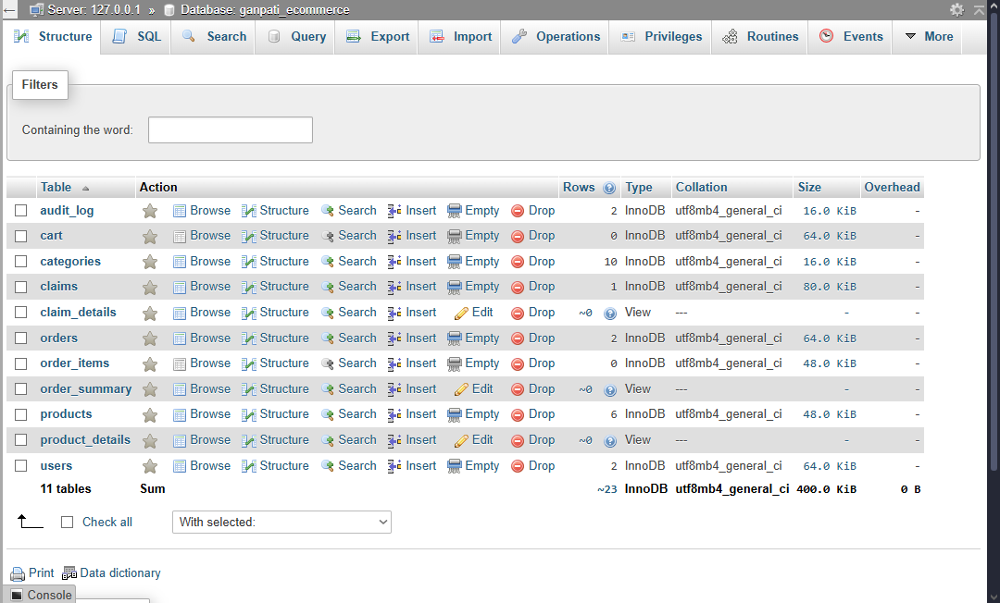 Server: 127.0.0.1 » Database: ganpati_ecommerce
Structure SQL Search Query Export Import Operations Privileges Routines Events More
Filters
Containing the word:
Table Action Rows Type Collation Size Overhead
audit_log Browse Structure Search Insert Empty Drop 2 InnoDB utf8mb4_general_ci 16.0 KiB -
cart Browse Structure Search Insert Empty Drop 0 InnoDB utf8mb4_general_ci 64.0 KiB -
categories Browse Structure Search Insert Empty Drop 10 InnoDB utf8mb4_general_ci 16.0 KiB -
claims Browse Structure Search Insert Empty Drop 1 InnoDB utf8mb4_general_ci 80.0 KiB -
claim_details Browse Structure Search Insert Edit Drop ~0 View --- - -
orders Browse Structure Search Insert Empty Drop 2 InnoDB utf8mb4_general_ci 64.0 KiB -
order_items Browse Structure Search Insert Empty Drop 0 InnoDB utf8mb4_general_ci 48.0 KiB -
order_summary Browse Structure Search Insert Edit Drop ~0 View --- - -
products Browse Structure Search Insert Empty Drop 6 InnoDB utf8mb4_general_ci 48.0 KiB -
product_details Browse Structure Search Insert Edit Drop ~0 View --- - -
users Browse Structure Search Insert Empty Drop 2 InnoDB utf8mb4_general_ci 64.0 KiB -
11 tables Sum ~23 InnoDB utf8mb4_general_ci 400.0 KiB 0 B
Check all With selected:
Print Data dictionary
Console